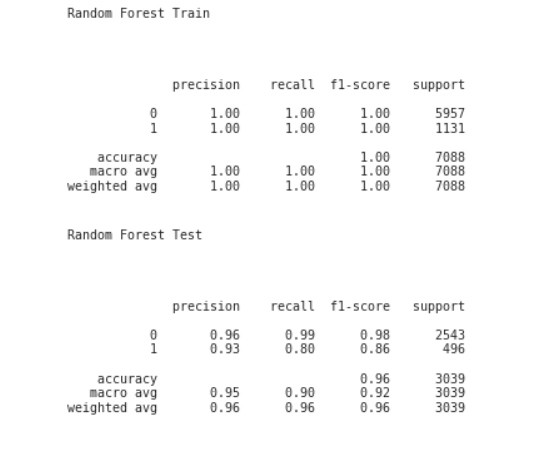 Random Forest Train
precision recall f1-score support
0 1.00 1.00 1.00 5957
1 1.00 1.00 1.00 1131
accuracy 1.00 7088
macro avg 1.00 1.00 1.00 7088
weighted avg 1.00 1.00 1.00 7088
Random Forest Test
precision recall f1-score support
0 0.96 0.99 0.98 2543
1 0.93 0.80 0.86 496
accuracy 0.96 3039
macro avg 0.95 0.90 0.92 3039
weighted avg 0.96 0.96 0.96 3039